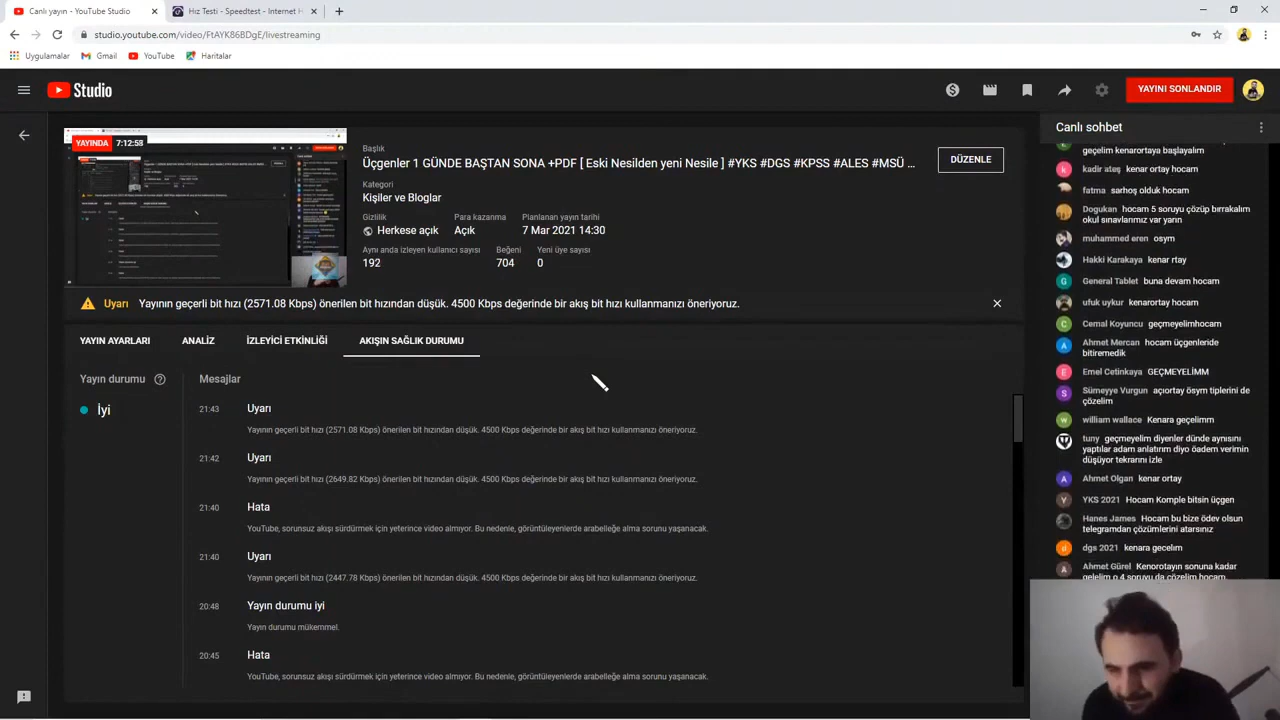 Canlı yayın - YouTube Studio
Hız Testi - Speedtest - Internet H
studio.youtube.com/video/FtAYK86BDgE/livestreaming
Uygulamalar
Gmail
YouTube
Haritalar
Studio
YAYINI SONLANDIR
YAYINDA 7:12:58
Başlık
Üçgenler 1 GÜNDE BAŞTAN SONA +PDF [ Eski Nesilden yeni Nesile ] #YKS #DGS #KPSS #ALES #MSÜ ...
DÜZENLE
Kategori
Kişiler ve Bloglar
Gizlilik
Para kazanma
Planlanan yayın tarihi
Herkese açık
Açık
7 Mar 2021 14:30
Aynı anda izleyen kullanıcı sayısı
Beğeni
Yeni üye sayısı
192
704
0
Uyarı Yayının geçerli bit hızı (2571.08 Kbps) önerilen bit hızından düşük. 4500 Kbps değerinde bir akış bit hızı kullanmanızı öneriyoruz.
YAYIN AYARLARI
ANALİZ
İZLEYİCİ ETKİNLİĞİ
AKIŞIN SAĞLIK DURUMU
Yayın durumu
İyi
Mesajlar
21:43 Uyarı
Yayının geçerli bit hızı (2571.08 Kbps) önerilen bit hızından düşük. 4500 Kbps değerinde bir akış bit hızı kullanmanızı öneriyoruz.
21:42 Uyarı
Yayının geçerli bit hızı (2649.82 Kbps) önerilen bit hızından düşük. 4500 Kbps değerinde bir akış bit hızı kullanmanızı öneriyoruz.
21:40 Hata
YouTube, sorunsuz akışı sürdürmek için yeterince video almıyor. Bu nedenle, görüntüleyenlerde arabelleğe alma sorunu yaşanacak.
21:40 Uyarı
Yayının geçerli bit hızı (2447.78 Kbps) önerilen bit hızından düşük. 4500 Kbps değerinde bir akış bit hızı kullanmanızı öneriyoruz.
20:48 Yayın durumu iyi
Yayın durumu mükemmel.
20:45 Hata
YouTube, sorunsuz akışı sürdürmek için yeterince video almıyor. Bu nedenle, görüntüleyenlerde arabelleğe alma sorunu yaşanacak.
Canlı sohbet
geçelim kenarortaya başlayalım
kadir ateş kenar ortay hocam
fatma sarhoş olduk hocam
Doğukan hocam 5 soruyu çözüp bırakalım
okul sınavlarınız var yarın
muhammed eren osym
Hakki Karakaya kenar rtay
General Tablet buna devam hocam
ufuk uykur kenarortay hocam
Cemal Koyuncu geçmeyelimhocam
Ahmet Mercan hocam üçgenleride
bitiremedik
Emel Cetinkaya GEÇMEYELİMM
Sümeyye Vurgun açıortay ösym tiplerini de
çözelim
william wallace Kenara geçelimm
tuny geçmeyelim diyenler dünde aynısını
yaptılar adam anlatırım diyo öadem verimin
düşüyor tekrarını izle
Ahmet Olgan kenar ortay
YKS 2021 Hocam Komple bitsin üçgen
Hanes James Hocam bu bize ödev olsun
telegramdan çözümlerini atarsınız
dgs 2021 kenara gecelım
Ahmet Gürel Kenorotayın sonuna kadar
gelelim o 4 soruyu da çözelim hocam.